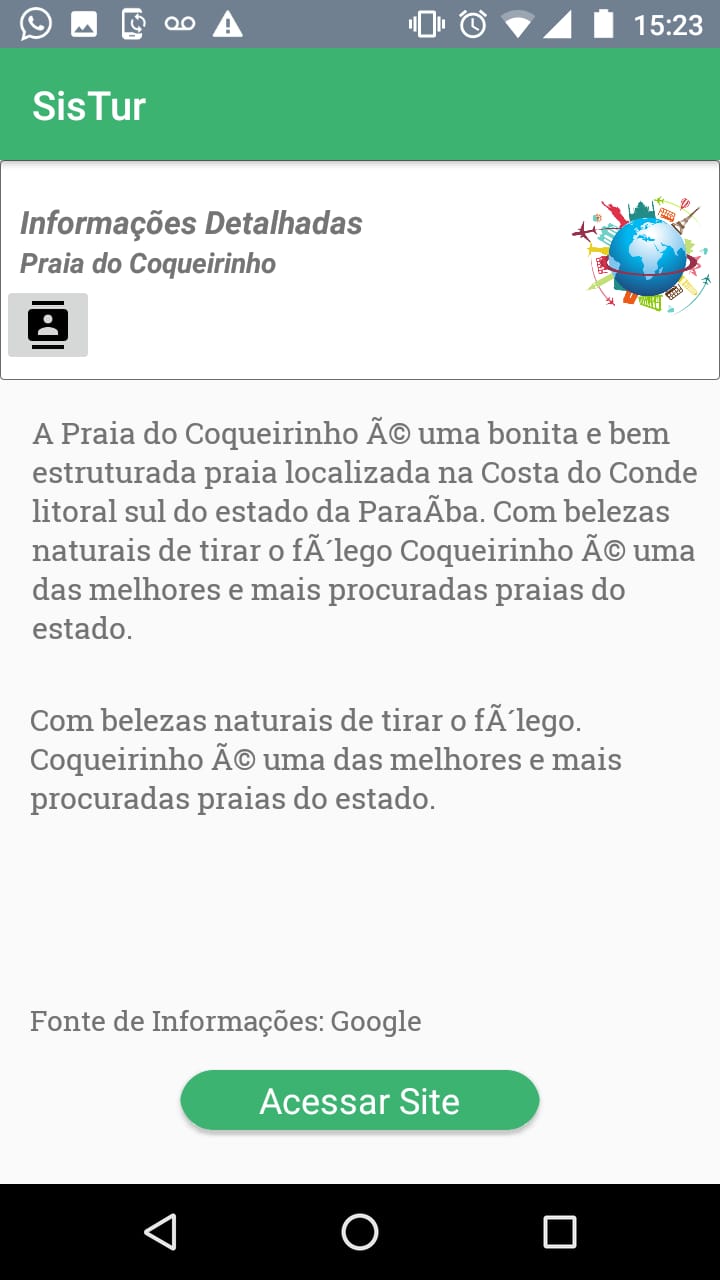 15:23
SisTur
Informações Detalhadas
Praia do Coqueirinho
A Praia do Coqueirinho Ã© uma bonita e bem
estruturada praia localizada na Costa do Conde
litoral sul do estado da ParaÃ­ba. Com belezas
naturais de tirar o fÃ´lego Coqueirinho Ã© uma
das melhores e mais procuradas praias do
estado.
Com belezas naturais de tirar o fÃ´lego.
Coqueirinho Ã© uma das melhores e mais
procuradas praias do estado.
Fonte de Informações: Google
Acessar Site